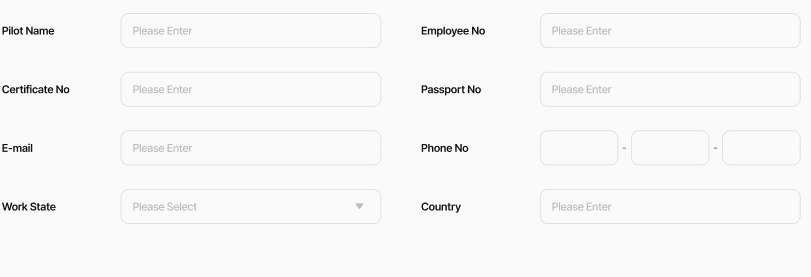 Pilot Name Please Enter Employee No Please Enter
Certificate No Please Enter Passport No Please Enter
E-mail Please Enter Phone No - -
Work State Please Select Country Please Enter